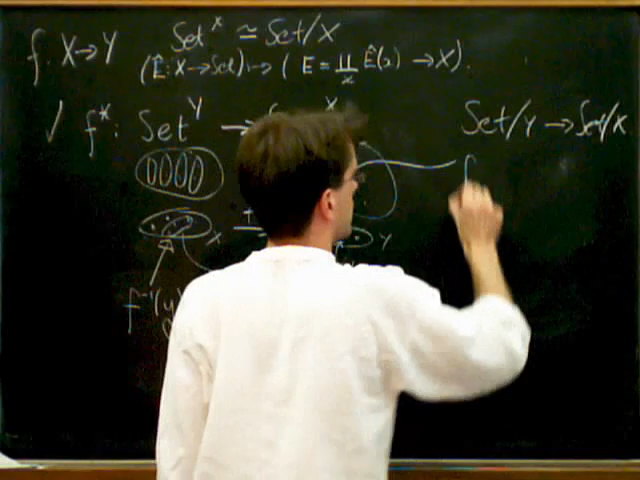 f: X→Y
Set^X ≃ Set/X
(Ê: X→Set) ↦ (E = ∐_x Ê(x) → X).
✓ f*: Set^Y → X
Set/Y → Set/X
X
Y
f⁻¹(y)